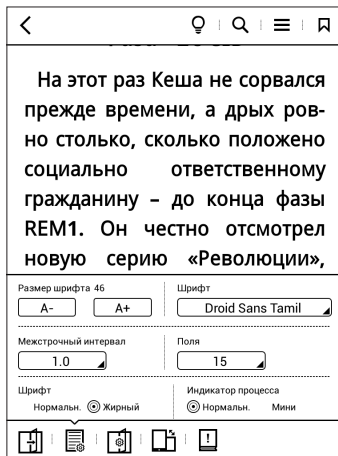 На этот раз Кеша не сорвался
прежде времени, а дрых ров-
но столько, сколько положено
социально ответственному
гражданину – до конца фазы
REM1. Он честно отсмотрел
новую серию «Революции»,
Размер шрифта 46
Шрифт
A-
A+
Droid Sans Tamil
Межстрочный интервал
Поля
1.0
15
Шрифт
Индикатор процесса
Нормальн.
Жирный
Нормальн.
Мини